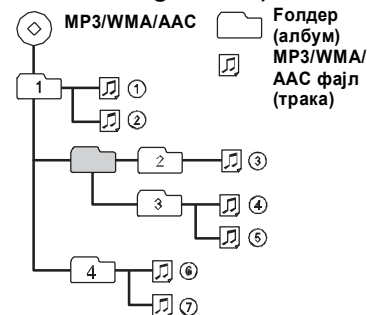 MP3/WMA/AAC
Фолдер
(албум)
MP3/WMA/
AAC фајл
(трака)
1
①
②
2
③
3
④
⑤
4
⑥
⑦